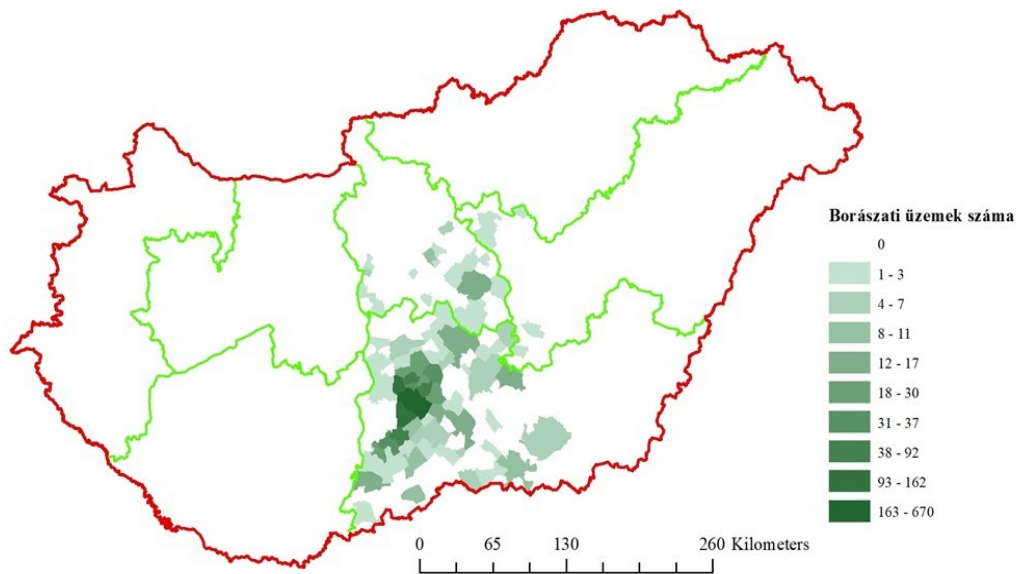 Borászati üzemek száma
0
1 - 3
4 - 7
8 - 11
12 - 17
18 - 30
31 - 37
38 - 92
93 - 162
163 - 670
0 65 130 260 Kilometers